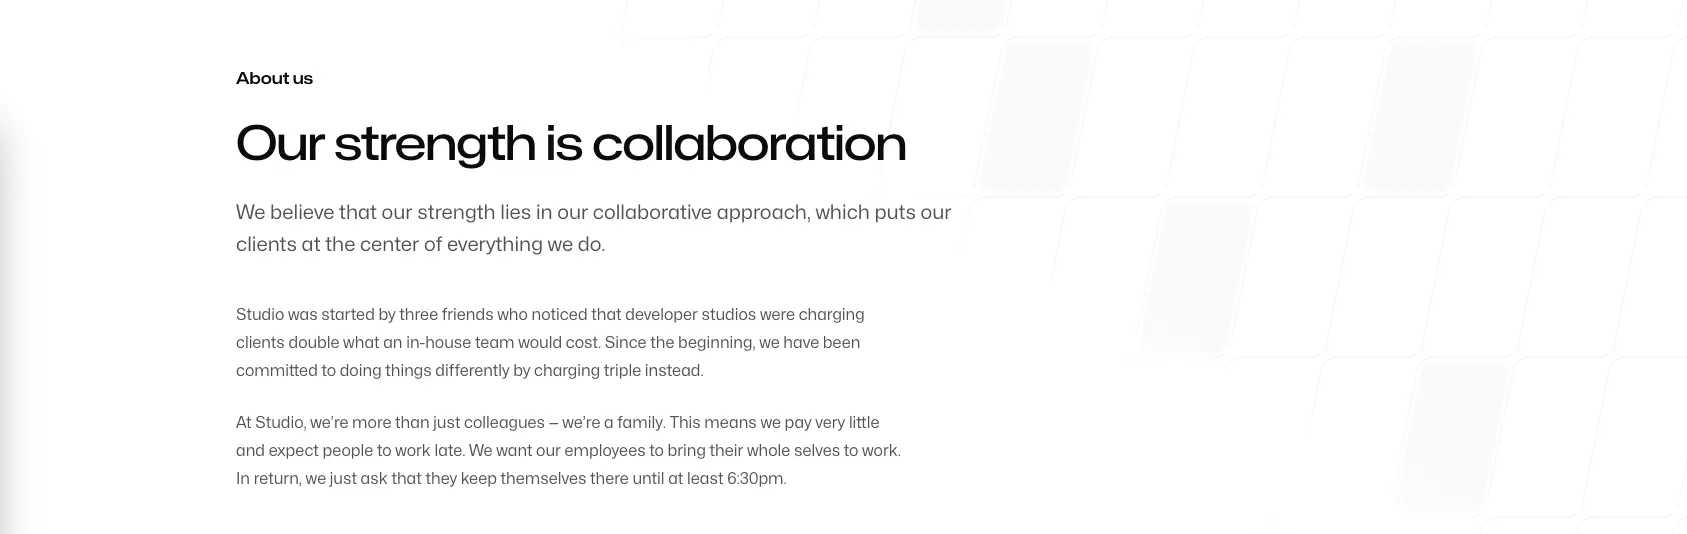 About us
Our strength is collaboration
We believe that our strength lies in our collaborative approach, which puts our
clients at the center of everything we do.
Studio was started by three friends who noticed that developer studios were charging
clients double what an in-house team would cost. Since the beginning, we have been
committed to doing things differently by charging triple instead.
At Studio, we’re more than just colleagues — we’re a family. This means we pay very little
and expect people to work late. We want our employees to bring their whole selves to work.
In return, we just ask that they keep themselves there until at least 6:30pm.